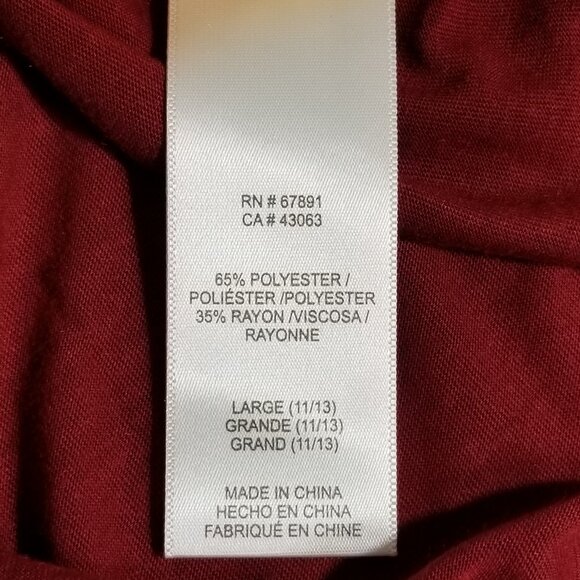 RN # 67891
CA # 43063
65% POLYESTER /
POLIÉSTER /POLYESTER
35% RAYON /VISCOSA /
RAYONNE
LARGE (11/13)
GRANDE (11/13)
GRAND (11/13)
MADE IN CHINA
HECHO EN CHINA
FABRIQUÉ EN CHINE